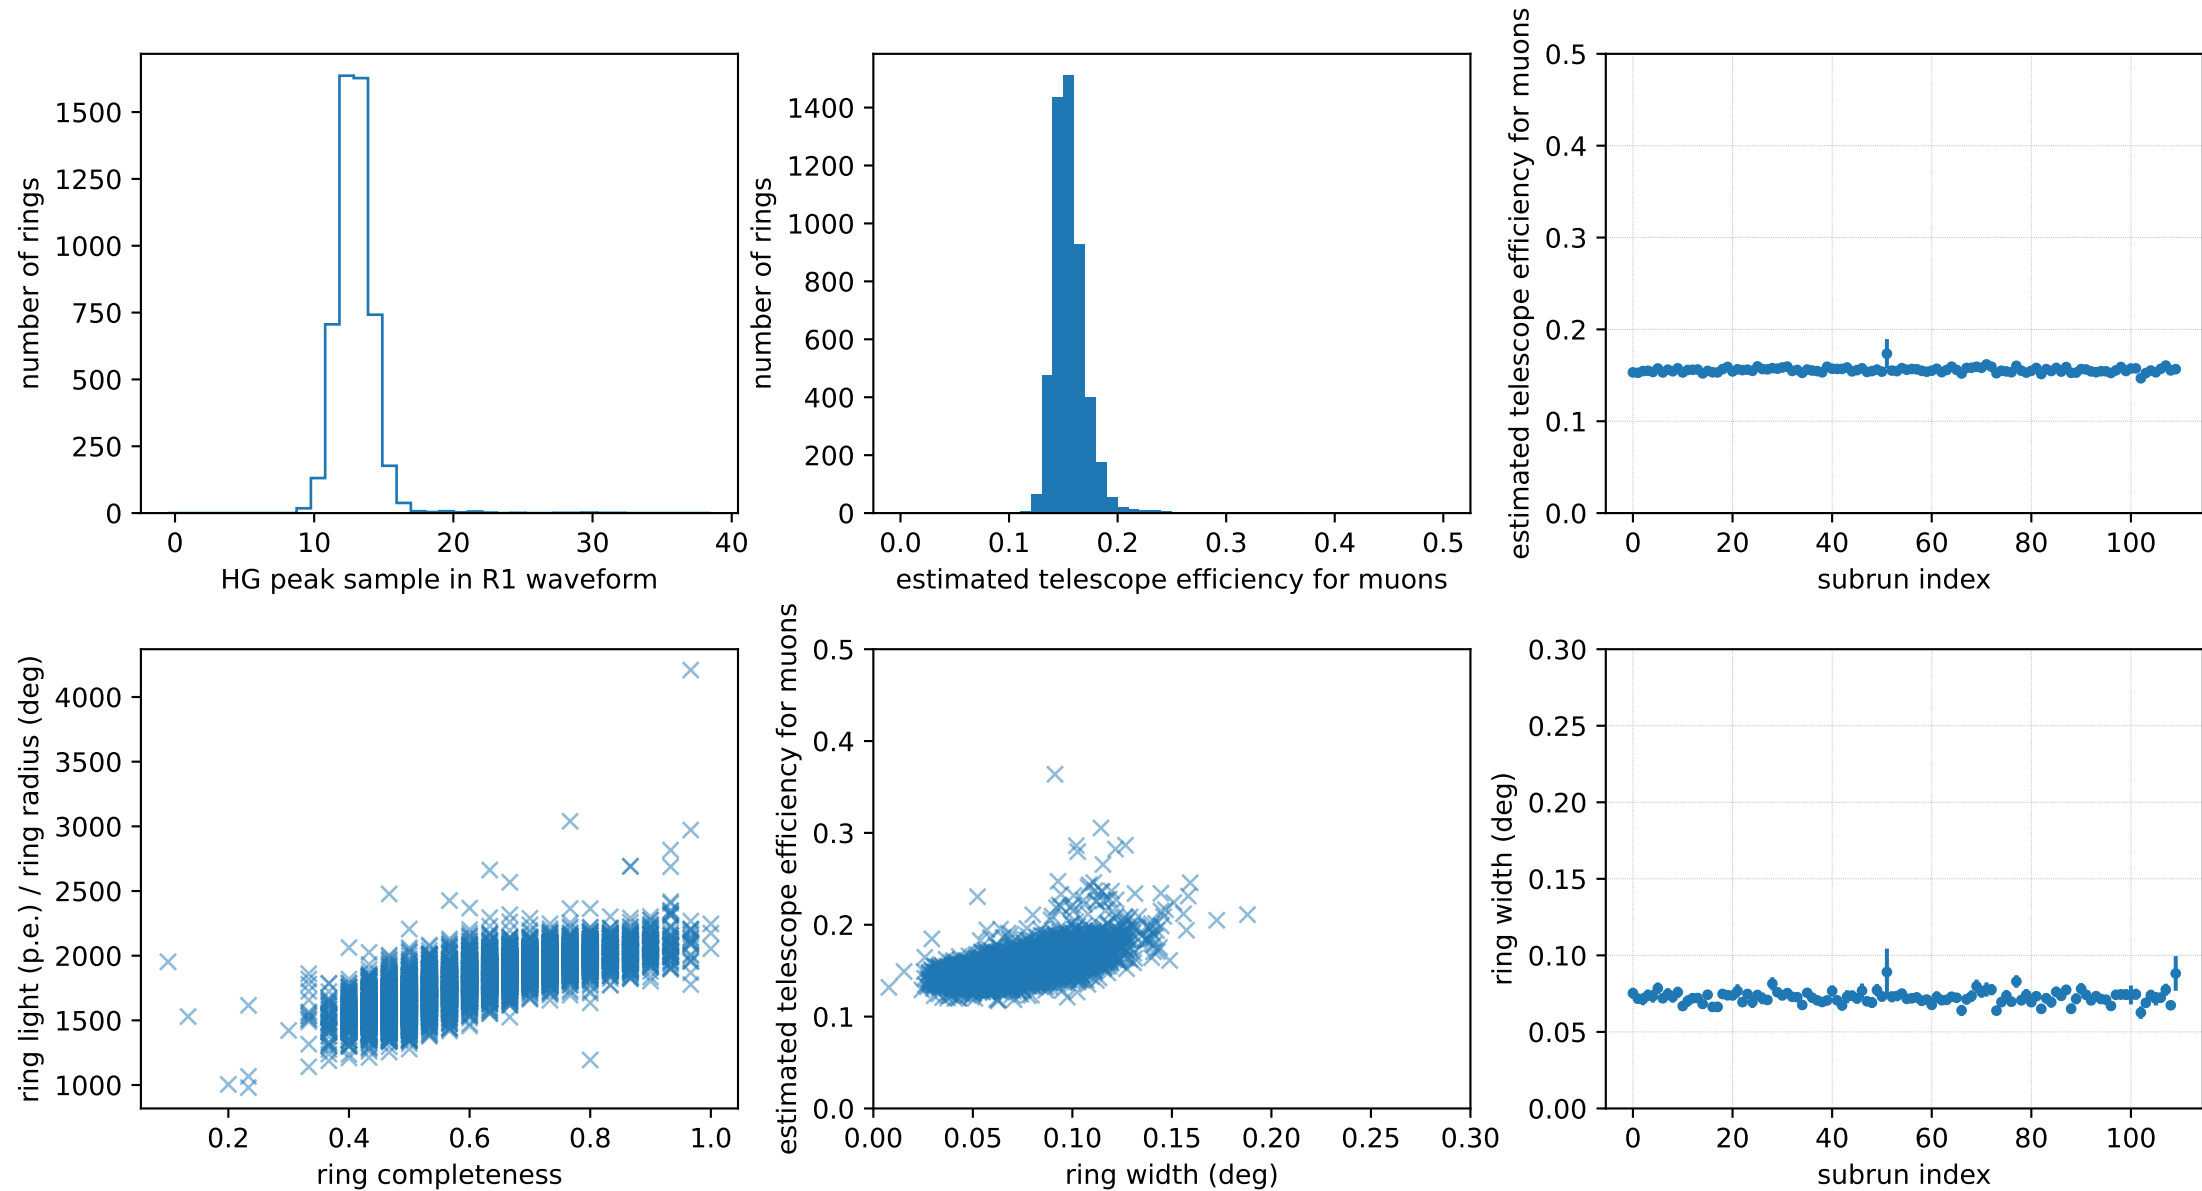 number of rings
1500
1250
1000
750
500
250
0
0 10 20 30 40
HG peak sample in R1 waveform
number of rings
1400
1200
1000
800
600
400
200
0
0.0 0.1 0.2 0.3 0.4 0.5
estimated telescope efficiency for muons
estimated telescope efficiency for muons
0.5
0.4
0.3
0.2
0.1
0.0
0 20 40 60 80 100
subrun index
ring light (p.e.) / ring radius (deg)
4000
3500
3000
2500
2000
1500
1000
0.2 0.4 0.6 0.8 1.0
ring completeness
estimated telescope efficiency for muons
0.5
0.4
0.3
0.2
0.1
0.0
0.00 0.05 0.10 0.15 0.20 0.25 0.30
ring width (deg)
ring width (deg)
0.30
0.25
0.20
0.15
0.10
0.05
0.00
0 20 40 60 80 100
subrun index